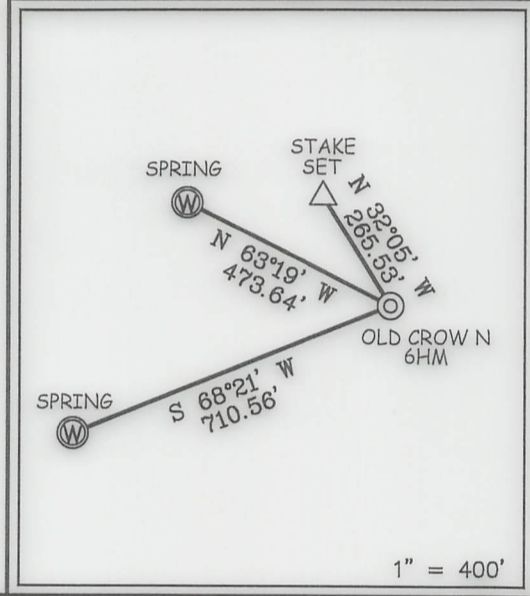 STAKE
SET
SPRING
N 32°05' W
265.53'
N 63°19' W
473.64'
OLD CROW N
6HM
SPRING
S 68°21' W
710.56'
1" = 400'